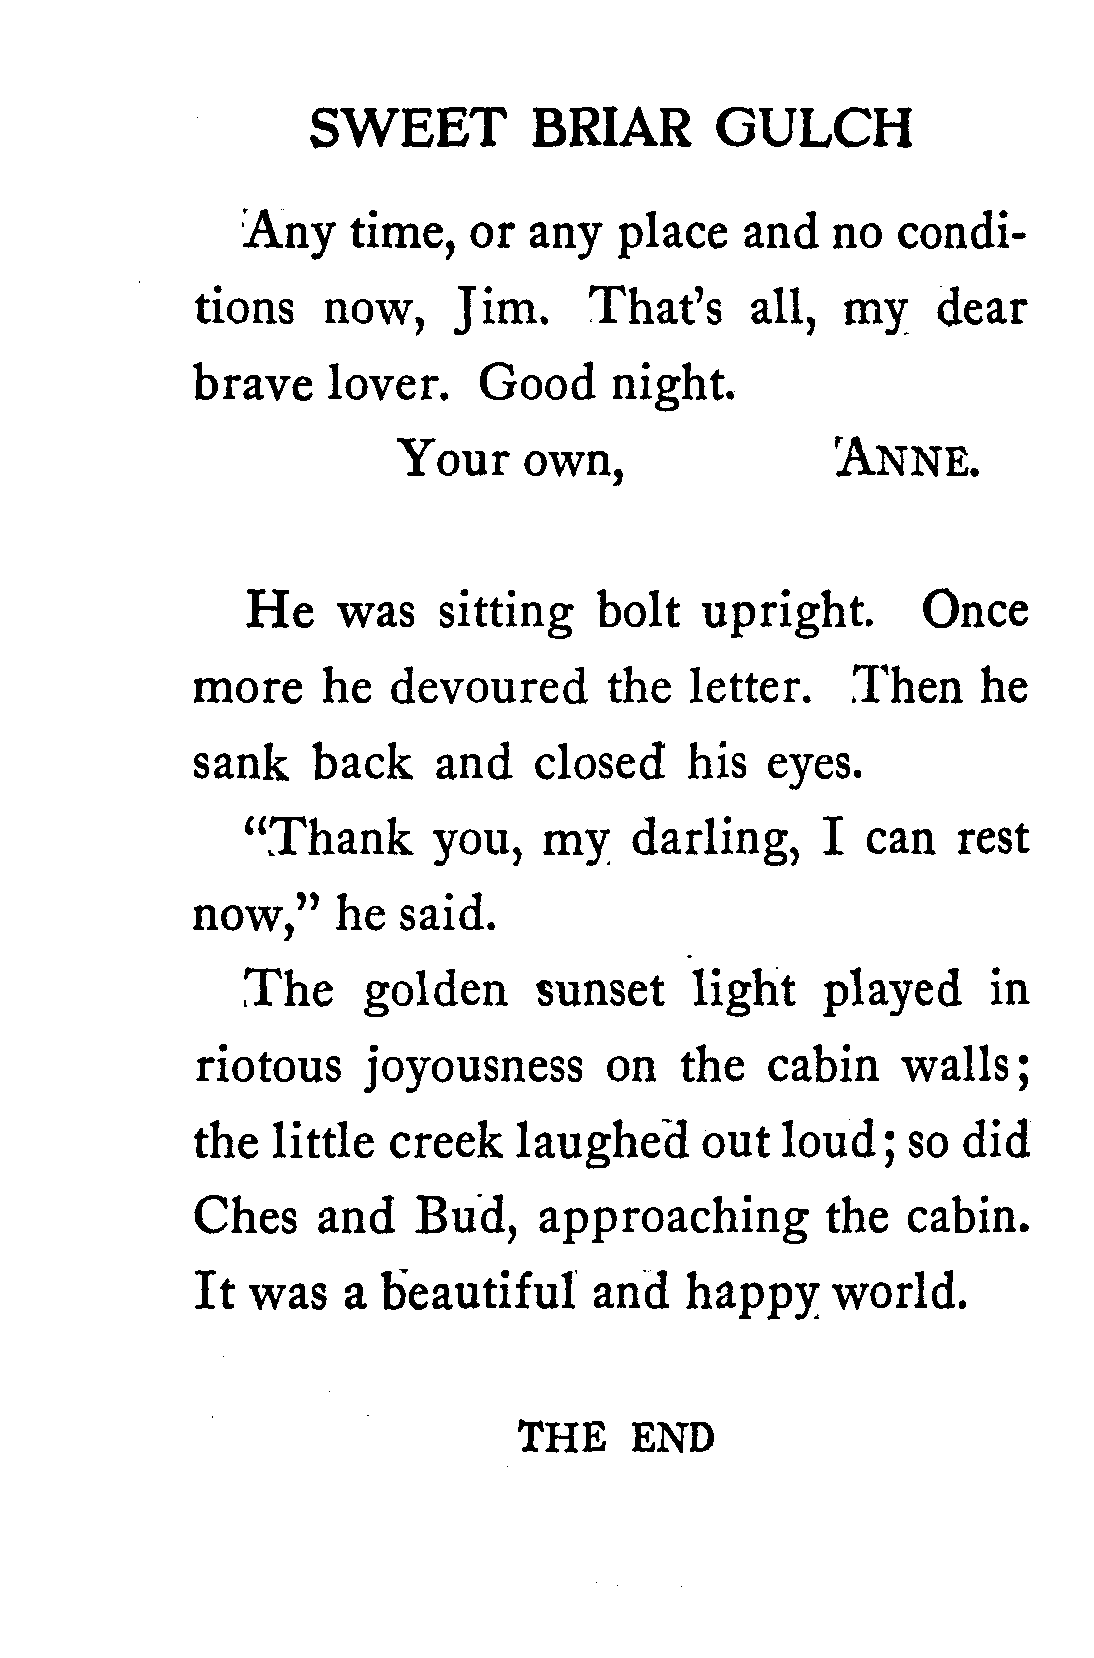 SWEET BRIAR GULCH
Any time, or any place and no condi-
tions now, Jim. That's all, my dear
brave lover. Good night.
Your own, ANNE.
He was sitting bolt upright. Once
more he devoured the letter. Then he
sank back and closed his eyes.
"Thank you, my darling, I can rest
now," he said.
The golden sunset light played in
riotous joyousness on the cabin walls;
the little creek laughed out loud; so did
Ches and Bud, approaching the cabin.
It was a beautiful and happy world.
THE END